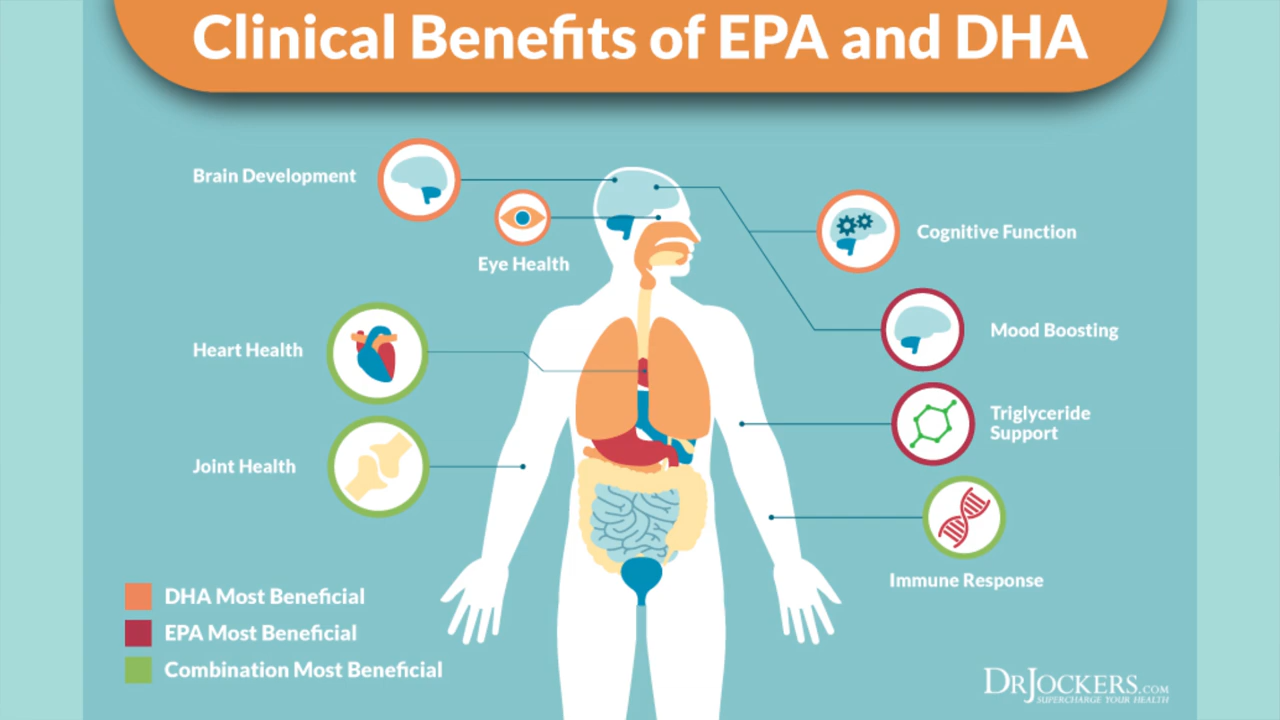 Clinical Benefits of EPA and DHA
Brain Development
Eye Health
Cognitive Function
Heart Health
Mood Boosting
Joint Health
Triglyceride
Support
Immune Response
DHA Most Beneficial
EPA Most Beneficial
Combination Most Beneficial
DRJOCKERS.COM
SUPERCHARGE YOUR HEALTH